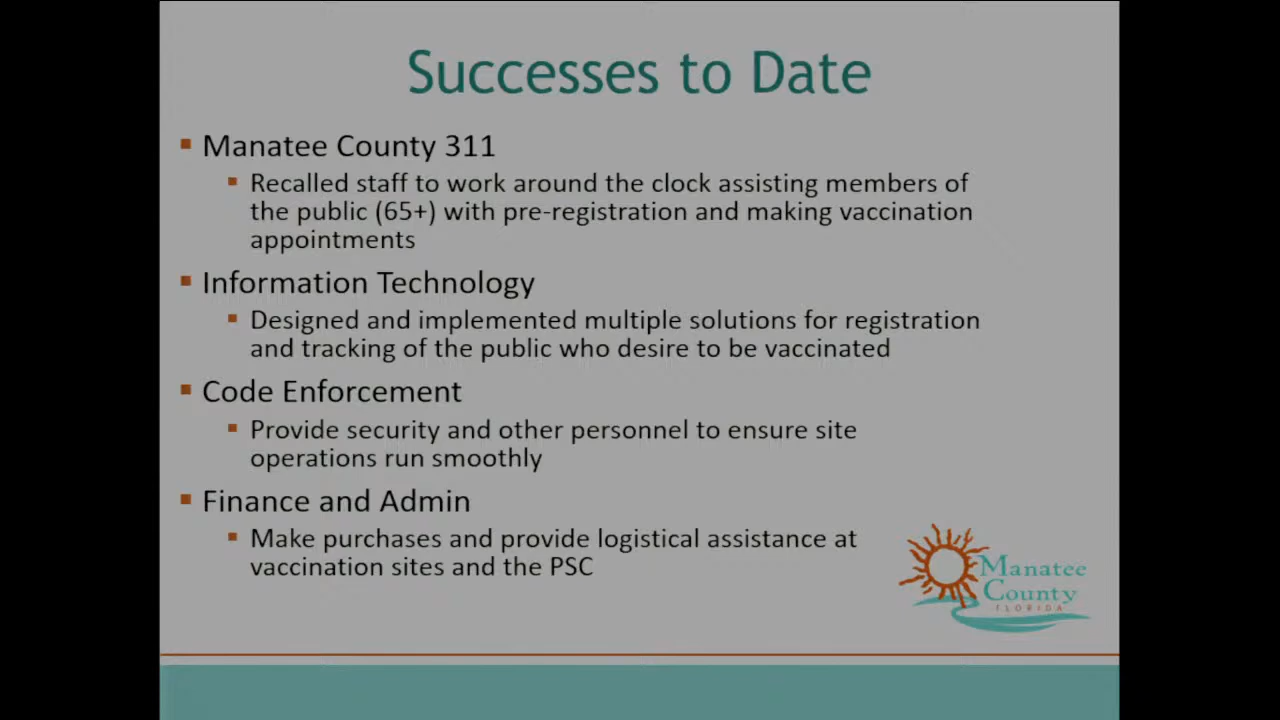 Successes to Date
Manatee County 311
Recalled staff to work around the clock assisting members of
the public (65+) with pre-registration and making vaccination
appointments
Information Technology
Designed and implemented multiple solutions for registration
and tracking of the public who desire to be vaccinated
Code Enforcement
Provide security and other personnel to ensure site
operations run smoothly
Finance and Admin
Make purchases and provide logistical assistance at
vaccination sites and the PSC
Manatee
County
FLORIDA